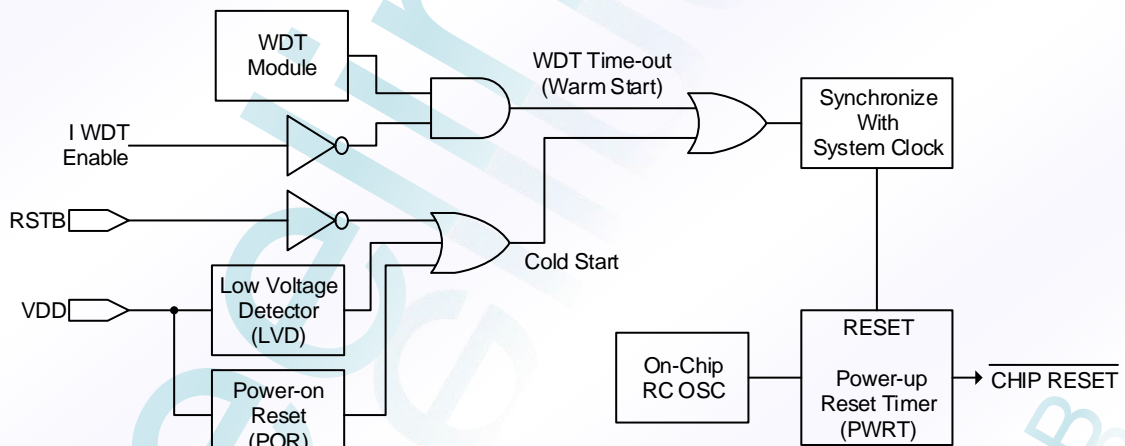 WDT
Module
WDT Time-out
(Warm Start)
Synchronize
With
System Clock
I WDT
Enable
RSTB
Cold Start
Low Voltage
Detector
(LVD)
VDD
RESET
On-Chip
RC OSC
Power-up
Reset Timer
(PWRT)
CHIP RESET
Power-on
Reset
(POR)
B